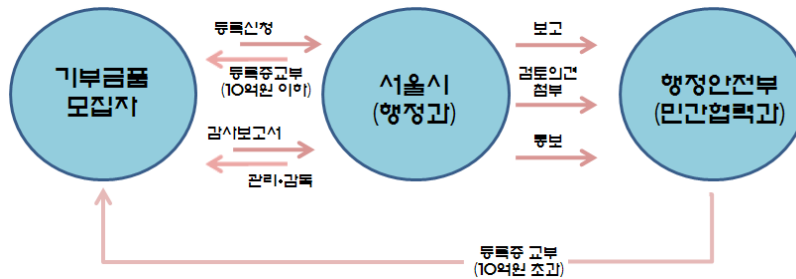 기부금품
모집자
등록신청
등록증교부
(10억원 이하)
감사보고서
관리•감독
서울시
(행정과)
보고
검토의견
첨부
통보
행정안전부
(민간협력과)
등록증 교부
(10억원 초과)